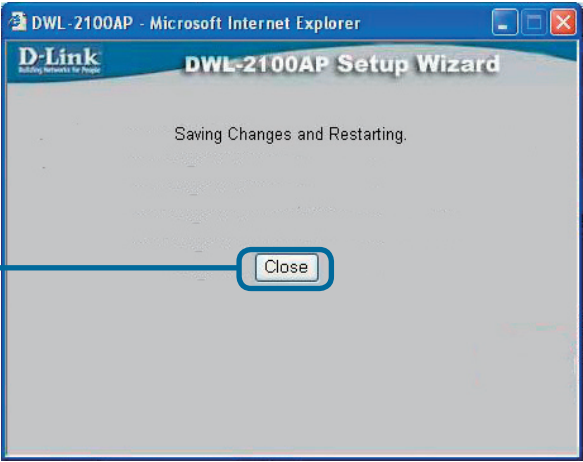 DWL-2100AP - Microsoft Internet Explorer
D-Link
Building Networks for People
DWL-2100AP Setup Wizard
Saving Changes and Restarting.
Close